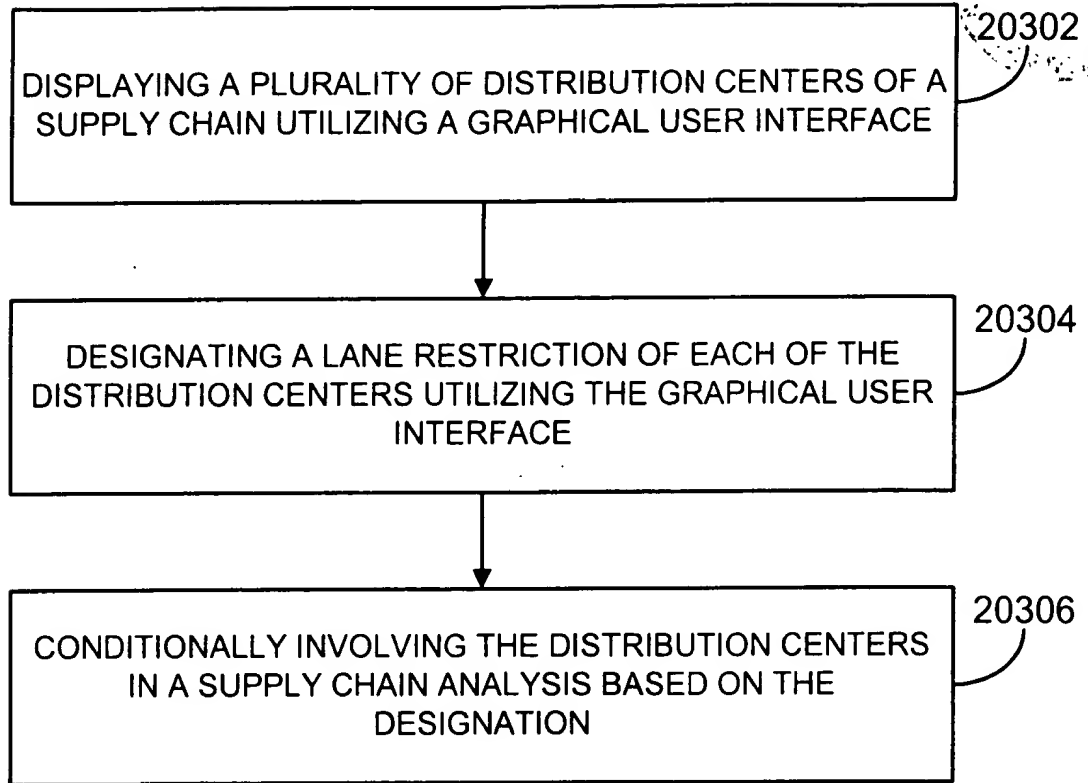 20302
DISPLAYING A PLURALITY OF DISTRIBUTION CENTERS OF A
SUPPLY CHAIN UTILIZING A GRAPHICAL USER INTERFACE
20304
DESIGNATING A LANE RESTRICTION OF EACH OF THE
DISTRIBUTION CENTERS UTILIZING THE GRAPHICAL USER
INTERFACE
20306
CONDITIONALLY INVOLVING THE DISTRIBUTION CENTERS
IN A SUPPLY CHAIN ANALYSIS BASED ON THE
DESIGNATION